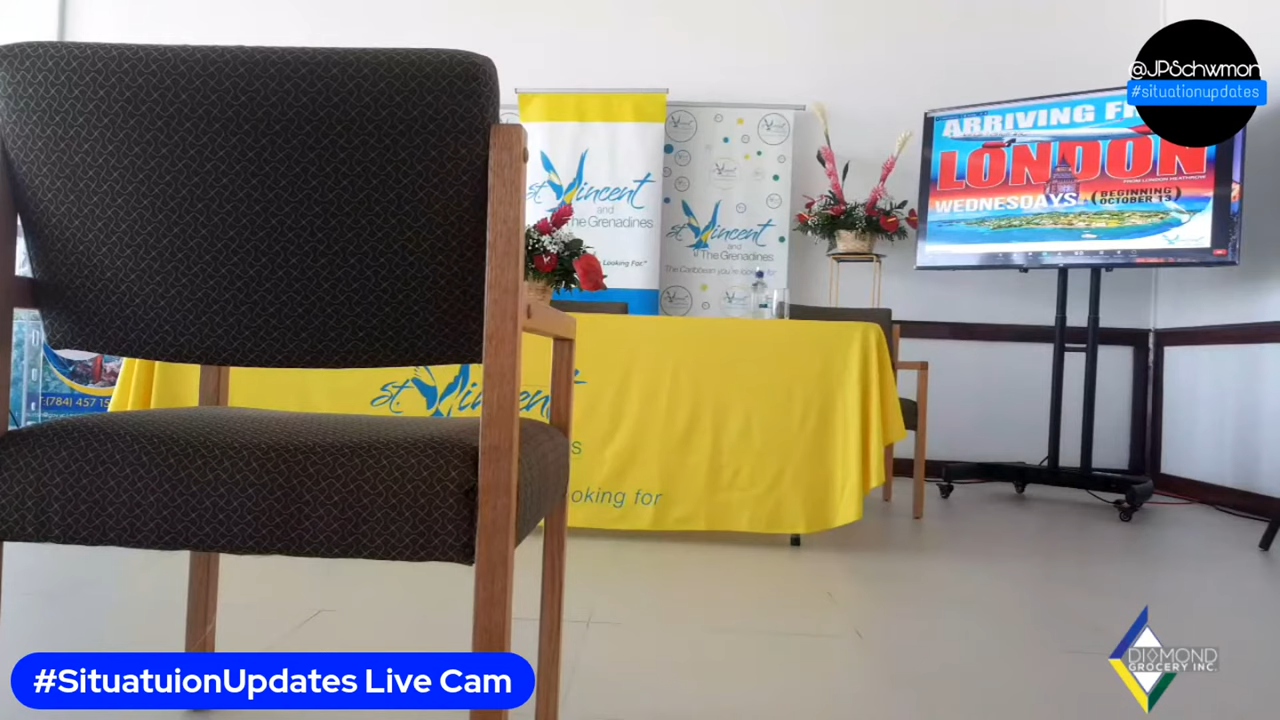 @JPSchwmon
#situationupdates
ARRIVING
LONDON
FROM LONDON HEATHROW
WEDNESDAYS (BEGINNING
OCTOBER 13)
st. Vincent
and
The Grenadines
Looking For."
st. Vincent
and
The Grenadines
The Caribbean you're looking for
(784) 457 15
st. Vincent
looking for
#SituatuionUpdates Live Cam
DIAMOND
GROCERY INC.